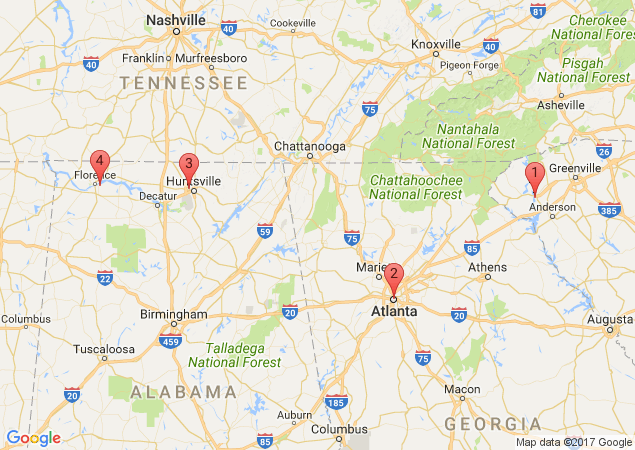 Nashville
40
Cookeville
Cherokee
National Forest
Franklin
Murfreesboro
Knoxville
40
Pigeon Forge
Pisgah
National Forest
40
TENNESSEE
40
75
Asheville
Nantahala
National Forest
Chattanooga
26
4
3
1
Florence
Huntsville
Decatur
Chattahoochee
National Forest
Greenville
Anderson
385
59
75
85
22
2
Marie
Athens
Birmingham
20
Atlanta
20
Columbus
Augusta
459
Tuscaloosa
Talladega
National Forest
75
20
ALABAMA
185
Macon
Auburn
GEORGIA
85
Columbus
Google
Map data ©2017 Google